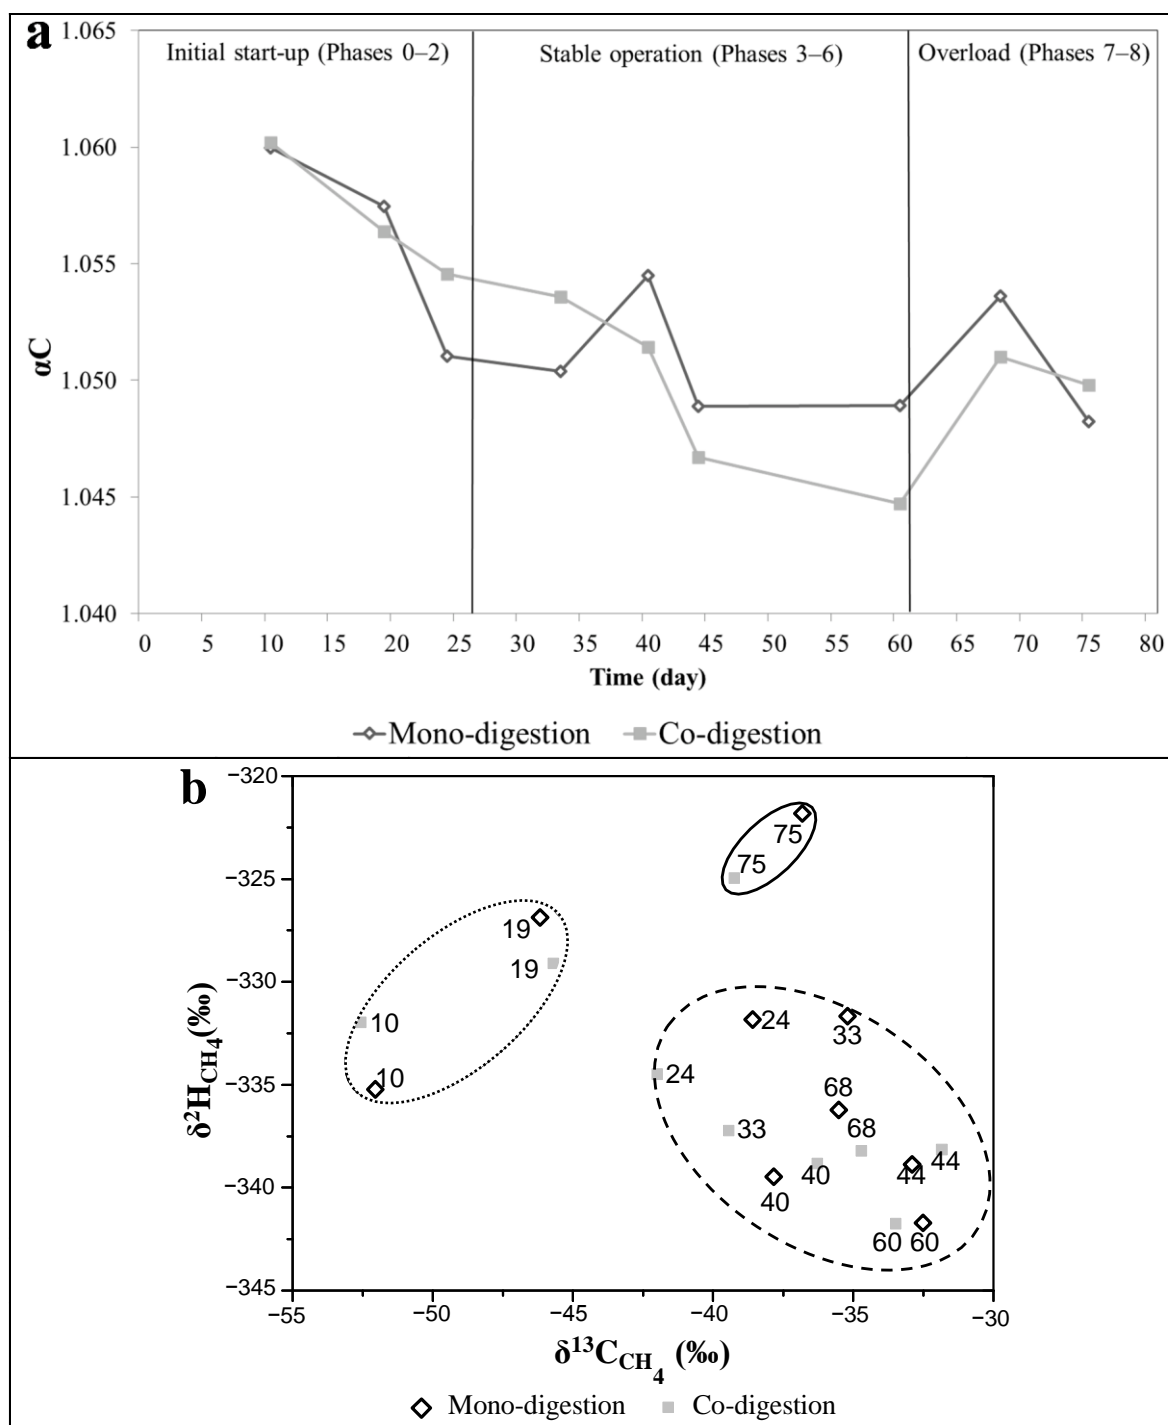 a
Initial start-up (Phases 0–2)
Stable operation (Phases 3–6)
Overload (Phases 7–8)
1.065
1.060
1.055
1.050
1.045
1.040
αC
0 5 10 15 20 25 30 35 40 45 50 55 60 65 70 75 80
Time (day)
Mono-digestion Co-digestion
b
−320
−325
−330
−335
−340
−345
δ²H_CH₄(‰)
75
75
19
19
10
10
24
33
24
68
33
68
40
44
44
40
60 60
−55 −50 −45 −40 −35 −30
δ¹³C_CH₄ (‰)
Mono-digestion Co-digestion